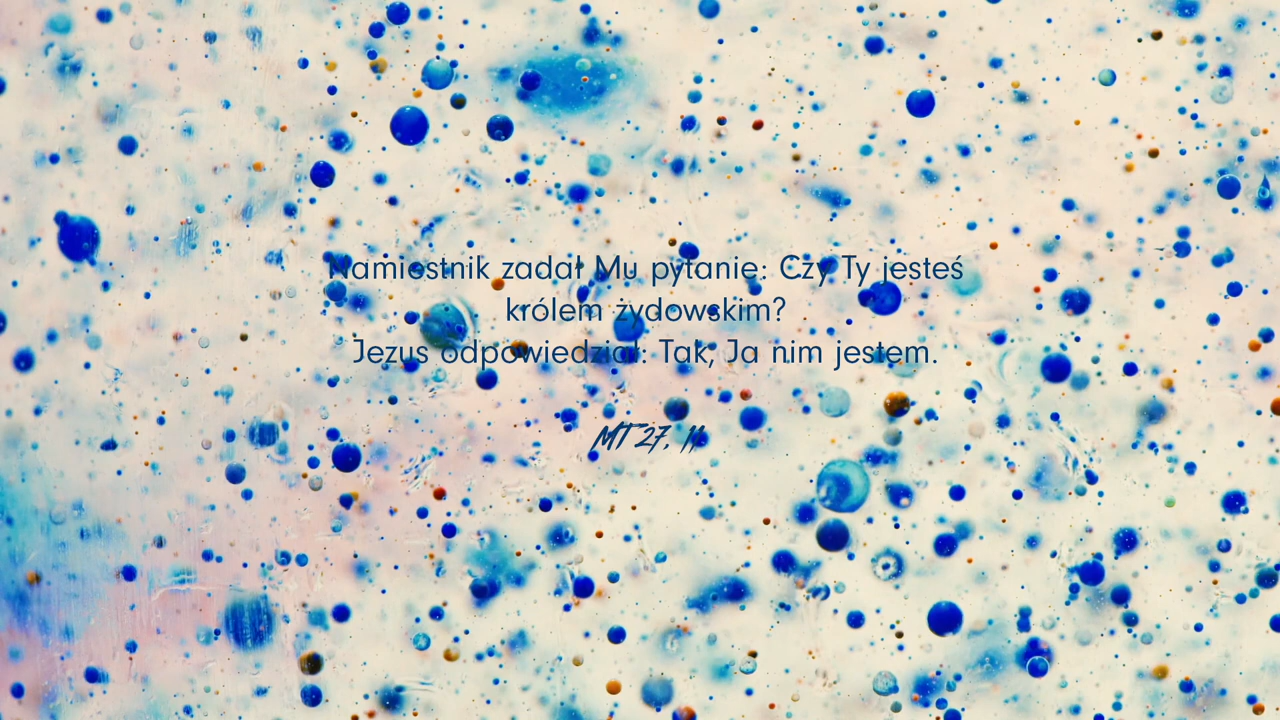 Namiestnik zadał Mu pytanie: Czy Ty jesteś
królem żydowskim?
Jezus odpowiedział: Tak, Ja nim jestem.
MT 27, 11